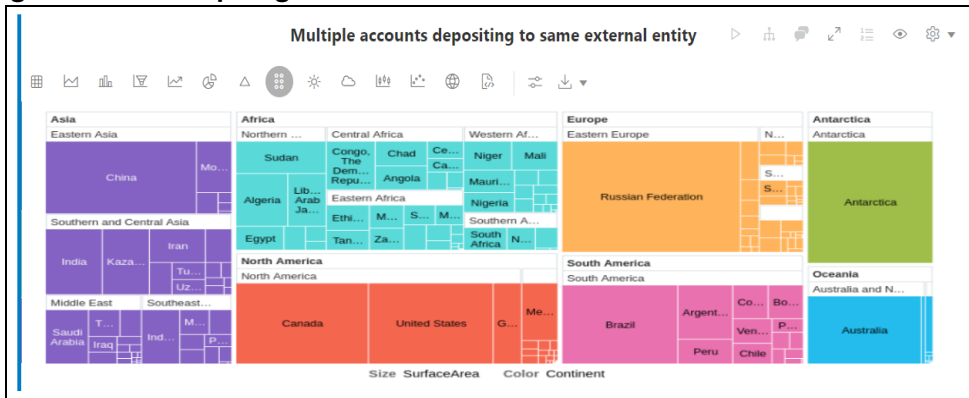 Multiple accounts depositing to same external entity
Asia
Eastern Asia
China
Mo...
Southern and Central Asia
India
Kaza...
Iran
Tu...
Uz...
Middle East
Southeast...
Saudi
Arabia
T...
Iraq
Ind...
M...
P...
Africa
Northern ...
Sudan
Algeria
Lib...
Arab
Ja...
Egypt
Central Africa
Congo,
The
Dem...
Repu...
Chad
Angola
Ce...
Ca...
Eastern Africa
Ethi...
M...
S...
M...
Tan...
Za...
Western Af...
Niger
Mali
Mauri...
Nigeria
Southern A...
South
Africa
N...
North America
North America
Canada
United States
G...
Me...
Europe
Eastern Europe
N...
Russian Federation
S...
S...
South America
South America
Brazil
Argent...
Peru
Co...
Bo...
Ven...
P...
Chile
Antarctica
Antarctica
Antarctica
Oceania
Australia and N...
Australia
Size SurfaceArea Color Continent